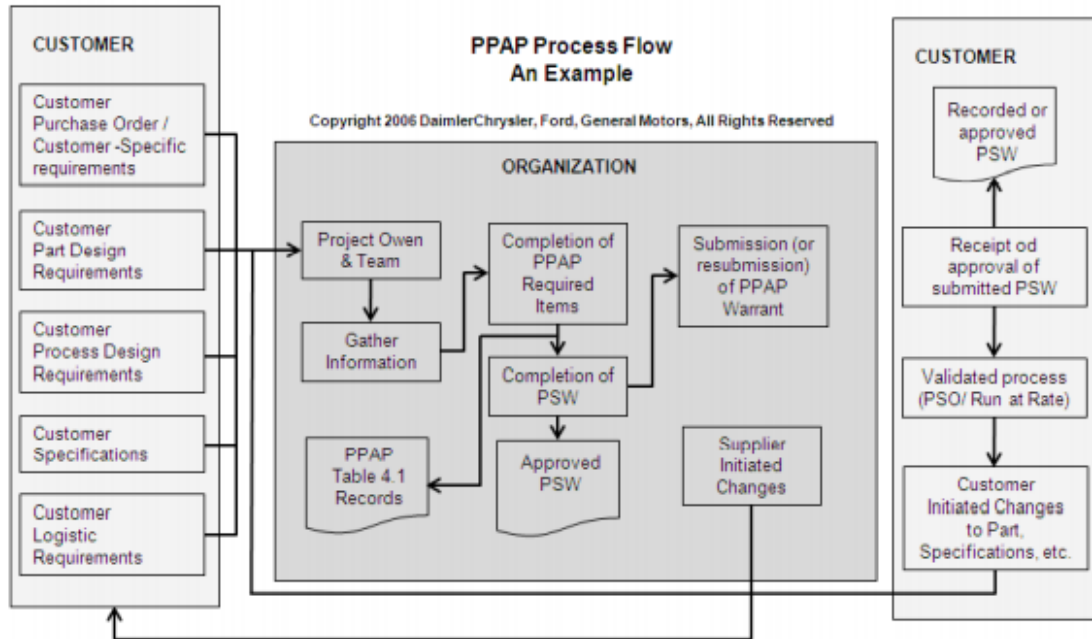 CUSTOMER
Customer
Purchase Order /
Customer -Specific
requirements
Customer
Part Design
Requirements
Customer
Process Design
Requirements
Customer
Specifications
Customer
Logistic
Requirements
PPAP Process Flow
An Example
Copyright 2006 DaimlerChrysler, Ford, General Motors, All Rights Reserved
ORGANIZATION
Project Owen
& Team
Gather
Information
Completion of
PPAP
Required
Items
Submission (or
resubmission)
of PPAP
Warrant
Completion of
PSW
PPAP
Table 4.1
Records
Approved
PSW
Supplier
Initiated
Changes
CUSTOMER
Recorded or
approved
PSW
Receipt od
approval of
submitted PSW
Validated process
(PSO/ Run at Rate)
Customer
Initiated Changes
to Part,
Specifications, etc.